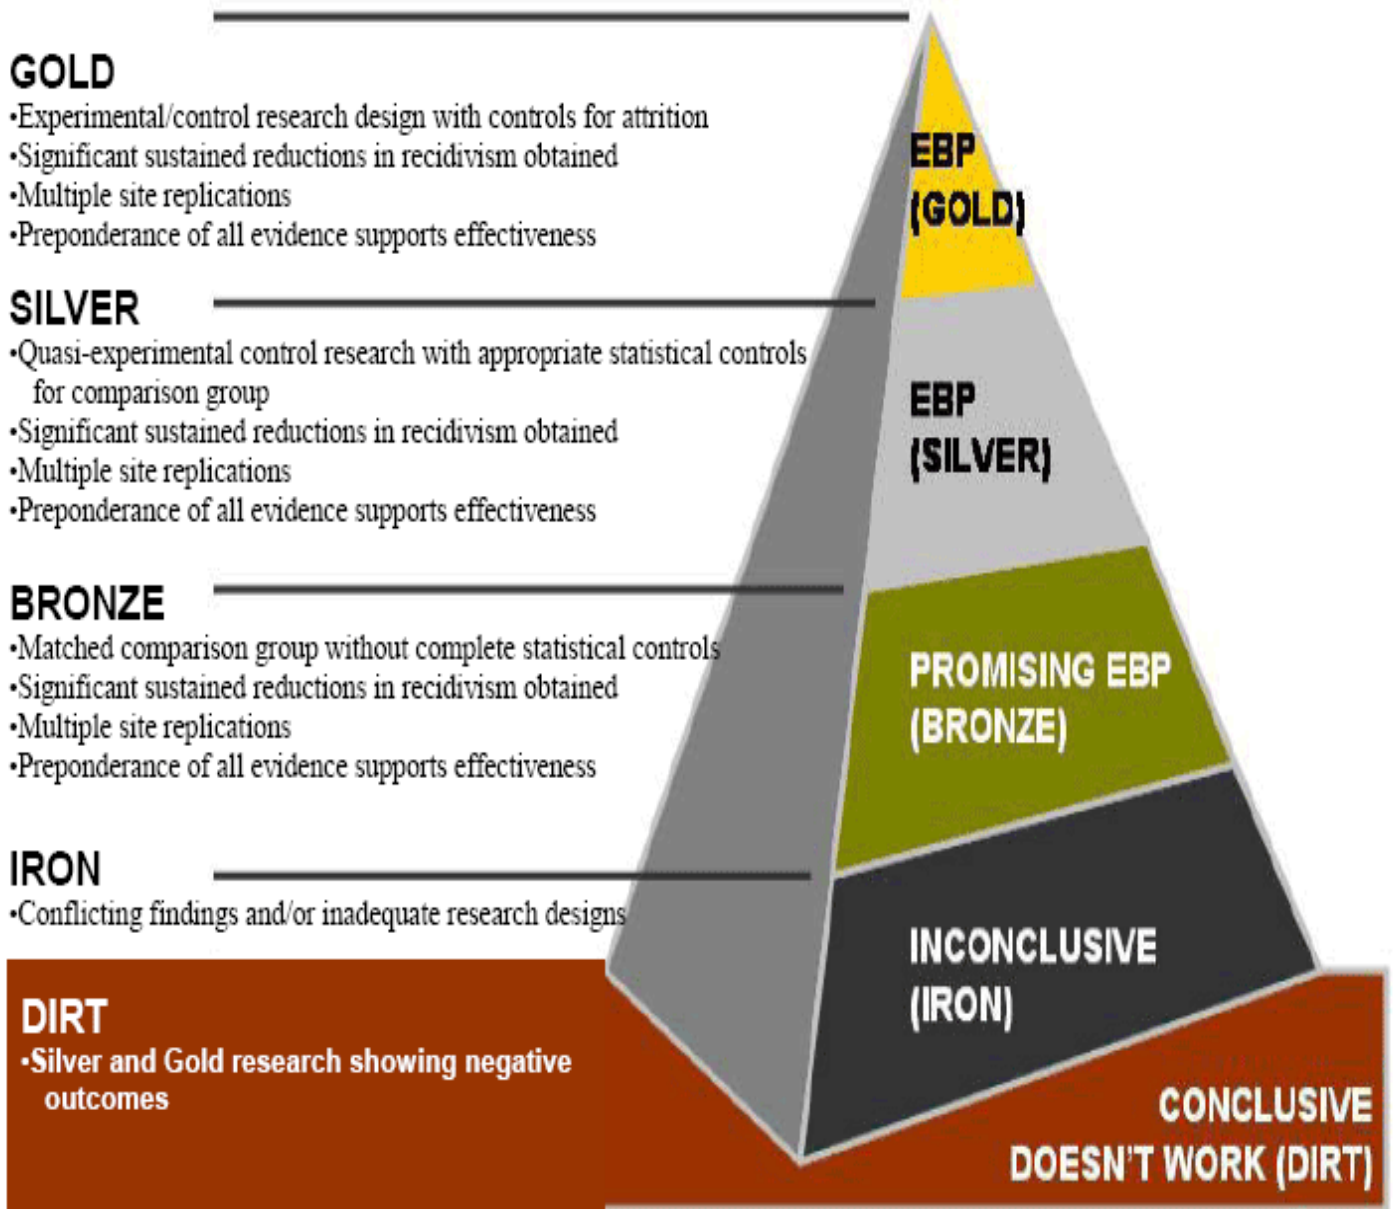 GOLD
•Experimental/control research design with controls for attrition
•Significant sustained reductions in recidivism obtained
•Multiple site replications
•Preponderance of all evidence supports effectiveness
SILVER
•Quasi-experimental control research with appropriate statistical controls
for comparison group
•Significant sustained reductions in recidivism obtained
•Multiple site replications
•Preponderance of all evidence supports effectiveness
BRONZE
•Matched comparison group without complete statistical controls
•Significant sustained reductions in recidivism obtained
•Multiple site replications
•Preponderance of all evidence supports effectiveness
IRON
•Conflicting findings and/or inadequate research designs
DIRT
•Silver and Gold research showing negative
outcomes
EBP
(GOLD)
EBP
(SILVER)
PROMISING EBP
(BRONZE)
INCONCLUSIVE
(IRON)
CONCLUSIVE
DOESN'T WORK (DIRT)